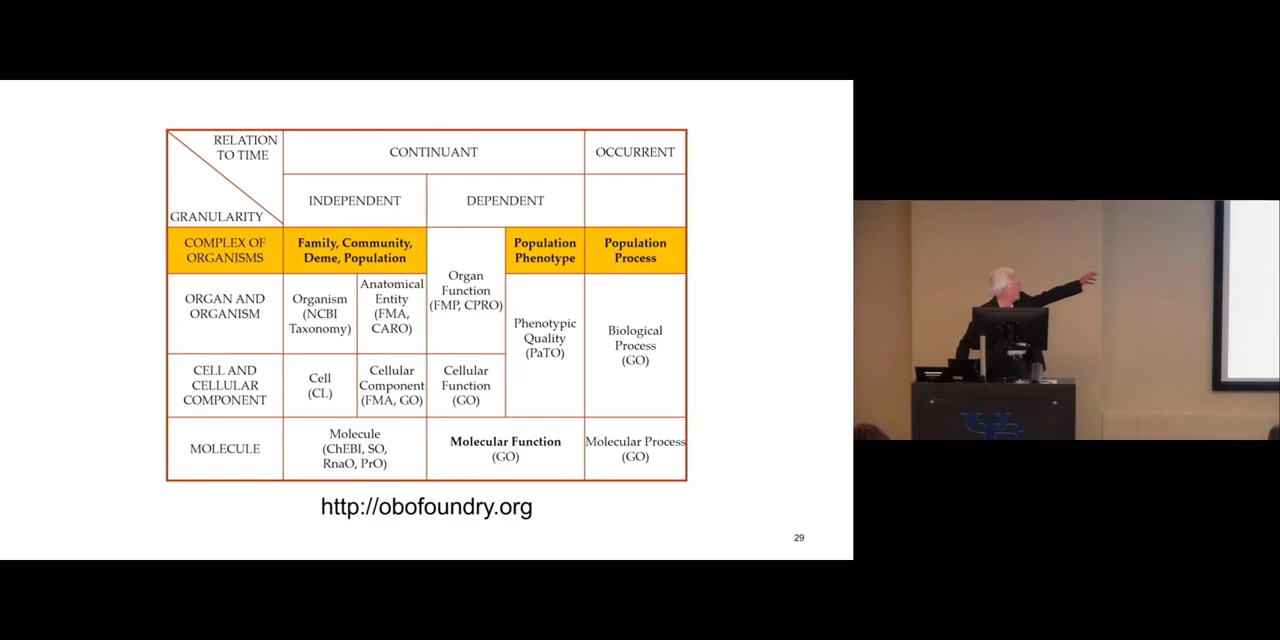 RELATION
TO TIME
GRANULARITY
CONTINUANT
OCCURRENT
INDEPENDENT
DEPENDENT
COMPLEX OF
ORGANISMS
Family, Community,
Deme, Population
Organ
Function
(FMP, CPRO)
Population
Phenotype
Population
Process
ORGAN AND
ORGANISM
Organism
(NCBI
Taxonomy)
Anatomical
Entity
(FMA,
CARO)
Phenotypic
Quality
(PaTO)
Biological
Process
(GO)
CELL AND
CELLULAR
COMPONENT
Cell
(CL)
Cellular
Component
(FMA, GO)
Cellular
Function
(GO)
MOLECULE
Molecule
(ChEBI, SO,
RnaO, PrO)
Molecular Function
(GO)
Molecular Process
(GO)
http://obofoundry.org
29
UB